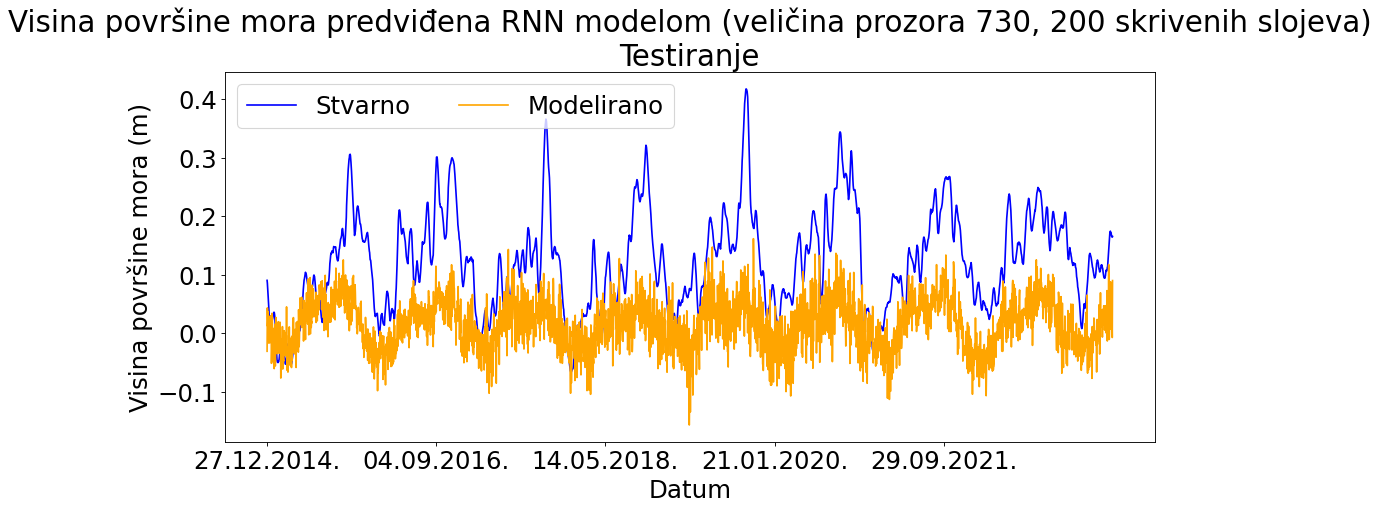 Visina površine mora predviđena RNN modelom (veličina prozora 730, 200 skrivenih slojeva)
Testiranje
Stvarno
Modelirano
Visina površine mora (m)
0.4
0.3
0.2
0.1
0.0
−0.1
27.12.2014.
04.09.2016.
14.05.2018.
21.01.2020.
29.09.2021.
Datum